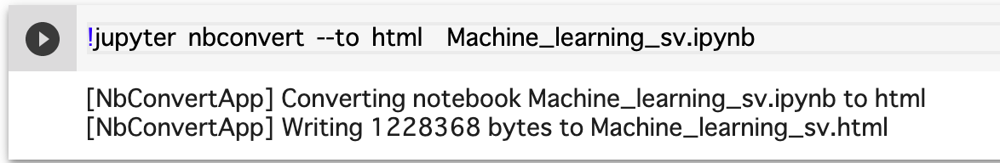 !jupyter nbconvert --to html  Machine_learning_sv.ipynb
[NbConvertApp] Converting notebook Machine_learning_sv.ipynb to html
[NbConvertApp] Writing 1228368 bytes to Machine_learning_sv.html